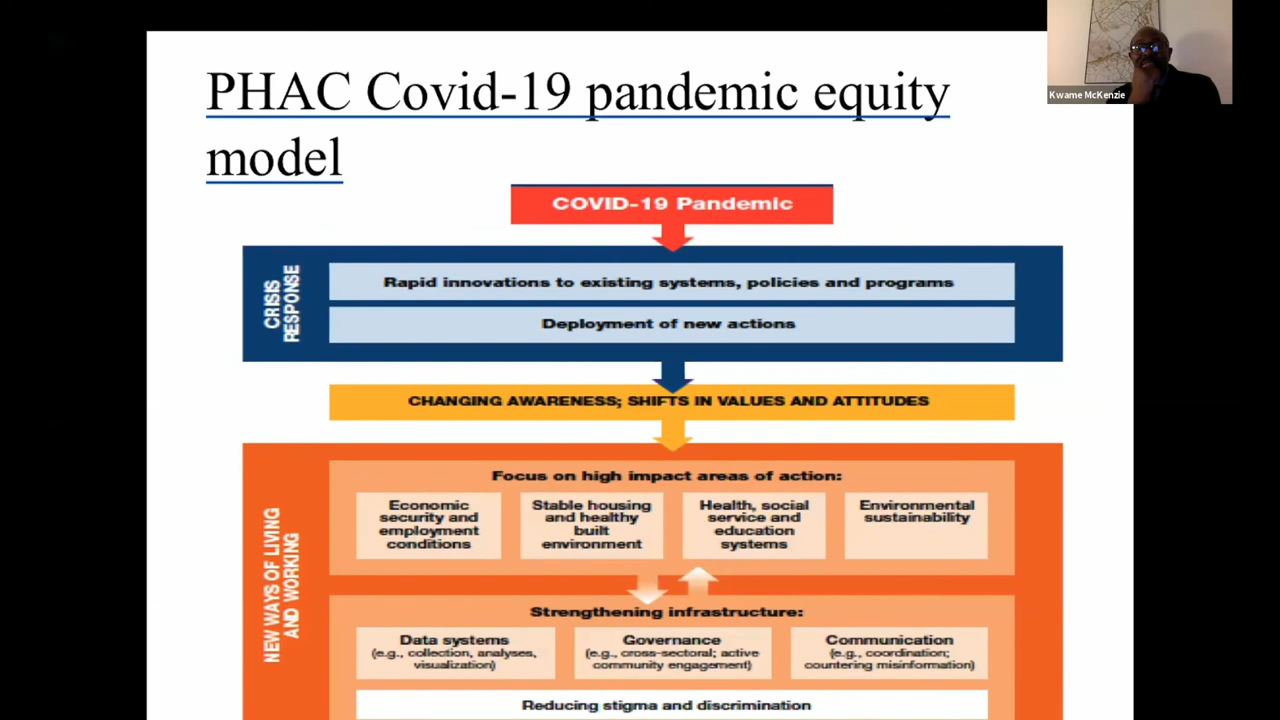 PHAC Covid-19 pandemic equity
model
Kwame McKenzie
COVID-19 Pandemic
CRISIS
RESPONSE
Rapid innovations to existing systems, policies and programs
Deployment of new actions
CHANGING AWARENESS; SHIFTS IN VALUES AND ATTITUDES
NEW WAYS OF LIVING
AND WORKING
Focus on high impact areas of action:
Economic
security and
employment
conditions
Stable housing
and healthy
built
environment
Health, social
service and
education
systems
Environmental
sustainability
Strengthening infrastructure:
Data systems
(e.g., collection, analyses,
visualization)
Governance
(e.g., cross-sectoral; active
community engagement)
Communication
(e.g., coordination;
countering misinformation)
Reducing stigma and discrimination